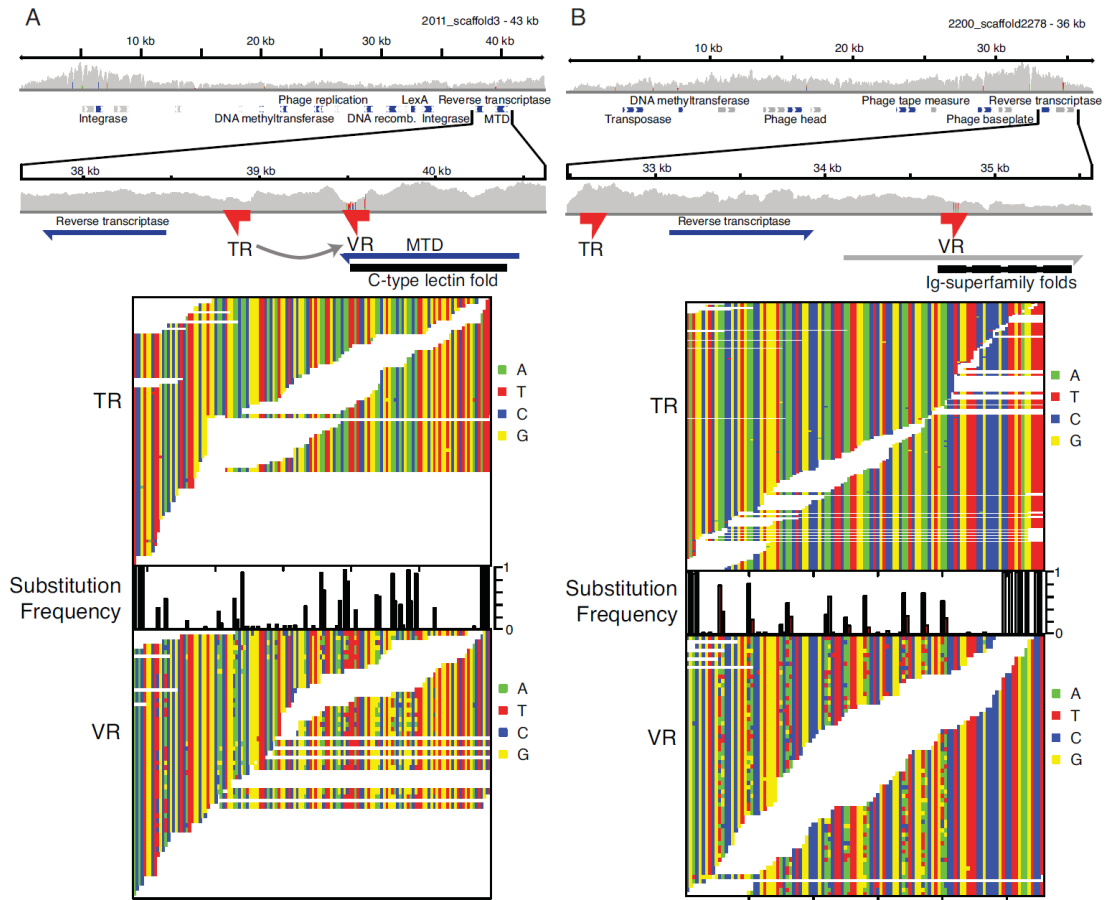 A
2011_scaffold3 - 43 kb
10 kb 20 kb 30 kb 40 kb
Phage replication LexA Reverse transcriptase
Integrase DNA methyltransferase DNA recomb. Integrase MTD
38 kb 39 kb 40 kb
Reverse transcriptase
TR VR MTD
C-type lectin fold
TR
A
T
C
G
Substitution
Frequency
1
0
VR
A
T
C
G
B
2200_scaffold2278 - 36 kb
10 kb 20 kb 30 kb
DNA methyltransferase Phage tape measure Reverse transcriptase
Transposase Phage head Phage baseplate
33 kb 34 kb 35 kb
Reverse transcriptase
TR VR
Ig-superfamily folds
TR
A
T
C
G
Substitution
Frequency
1
0
VR
A
T
C
G